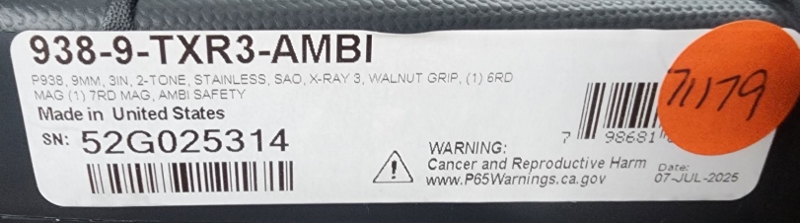 938-9-TXR3-AMBI
P938, 9MM, 3IN, 2-TONE, STAINLESS, SAO, X-RAY 3, WALNUT GRIP, (1) 6RD
MAG (1) 7RD MAG, AMBI SAFETY
Made in United States
SN: 52G025314
7 98681
71179
WARNING:
Cancer and Reproductive Harm
www.P65Warnings.ca.gov
Date:
07-JUL-2025